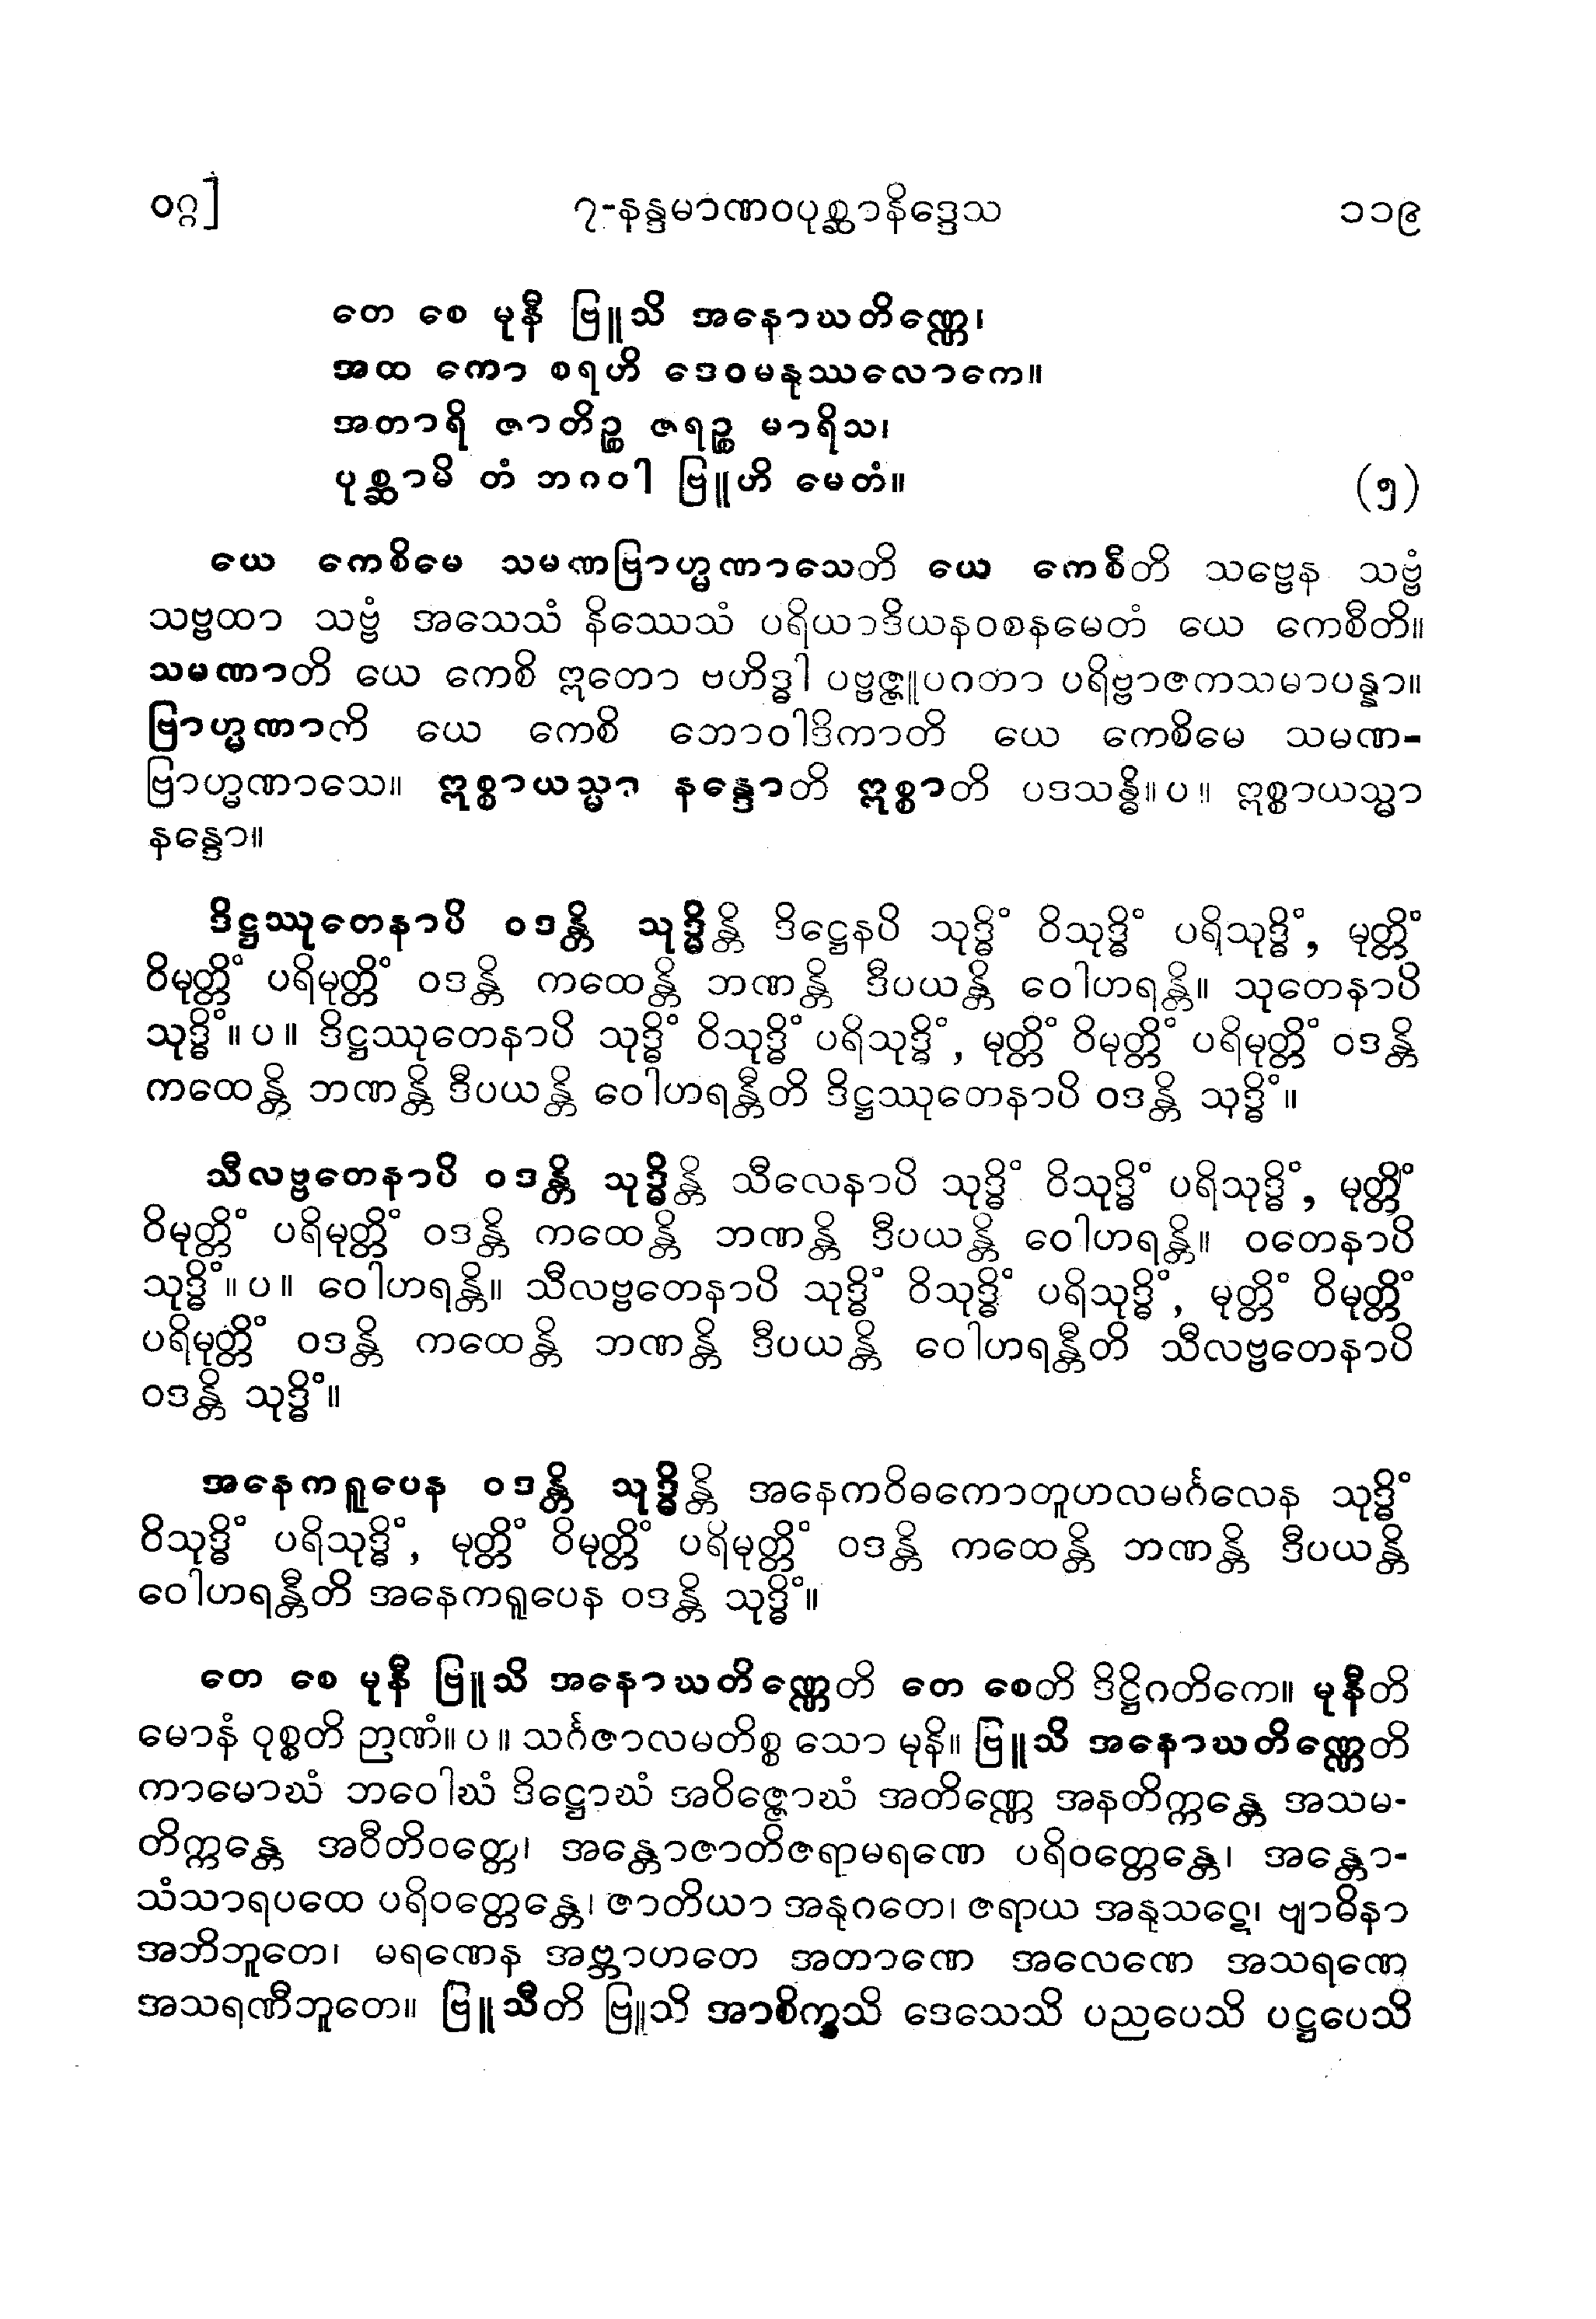 ဝဂ္ဂ]
၇-နန္ဒမာဏဝပုစ္ဆာနိဒ္ဒေသ
၁၁၉
တေ စေ မုနီ ဗြူသိ အနောဃတိဏ္ဏေ၊
အထ ကော စရဟိ ဒေဝမနုဿလောကေ။
အတာရိ ဇာတိဉ္စ ဇရဉ္စ မာရိသ၊
ပုစ္ဆာမိ တံ ဘဂဝါ ဗြူဟိ မေတံ။ (၅)
ယေ ကေစိမေ သမဏဗြာဟ္မဏာသေတိ ယေ ကေစီတိ သဗ္ဗေန သဗ္ဗံ
သဗ္ဗထာ သဗ္ဗံ အသေသံ နိဿေသံ ပရိယာဒိယနဝစနမေတံ ယေ ကေစီတိ။
သမဏာတိ ယေ ကေစိ ဣတော ဗဟိဒ္ဓါ ပဗ္ဗဇ္ဇူပဂတာ ပရိဗ္ဗာဇကသမာပန္နာ။
ဗြာဟ္မဏာတိ ယေ ကေစိ ဘောဝါဒိကာတိ ယေ ကေစိမေ သမဏ-
ဗြာဟ္မဏာသေ။ ဣစ္စာယသ္မာ နန္ဒောတိ ဣစ္စာတိ ပဒသန္ဓိ။ ပ ။ ဣစ္စာယသ္မာ
နန္ဒော။
ဒိဋ္ဌဿုတေနာပိ ဝဒန္တိ သုဒ္ဓိန္တိ ဒိဋ္ဌေနပိ သုဒ္ဓိံ ဝိသုဒ္ဓိံ ပရိသုဒ္ဓိံ, မုတ္တိံ
ဝိမုတ္တိံ ပရိမုတ္တိံ ဝဒန္တိ ကထေန္တိ ဘဏန္တိ ဒီပယန္တိ ဝေါဟရန္တိ။ သုတေနာပိ
သုဒ္ဓိံ ။ ပ ။ ဒိဋ္ဌဿုတေနာပိ သုဒ္ဓိံ ဝိသုဒ္ဓိံ ပရိသုဒ္ဓိံ, မုတ္တိံ ဝိမုတ္တိံ ပရိမုတ္တိံ ဝဒန္တိ
ကထေန္တိ ဘဏန္တိ ဒီပယန္တိ ဝေါဟရန္တီတိ ဒိဋ္ဌဿုတေနာပိ ဝဒန္တိ သုဒ္ဓိံ ။
သီလဗ္ဗတေနာပိ ဝဒန္တိ သုဒ္ဓိန္တိ သီလေနာပိ သုဒ္ဓိံ ဝိသုဒ္ဓိံ ပရိသုဒ္ဓိံ, မုတ္တိံ
ဝိမုတ္တိံ ပရိမုတ္တိံ ဝဒန္တိ ကထေန္တိ ဘဏန္တိ ဒီပယန္တိ ဝေါဟရန္တိ။ ဝတေနာပိ
သုဒ္ဓိံ ။ ပ ။ ဝေါဟရန္တိ။ သီလဗ္ဗတေနာပိ သုဒ္ဓိံ ဝိသုဒ္ဓိံ ပရိသုဒ္ဓိံ, မုတ္တိံ ဝိမုတ္တိံ
ပရိမုတ္တိံ ဝဒန္တိ ကထေန္တိ ဘဏန္တိ ဒီပယန္တိ ဝေါဟရန္တီတိ သီလဗ္ဗတေနာပိ
ဝဒန္တိ သုဒ္ဓိံ။
အနေကရူပေန ဝဒန္တိ သုဒ္ဓိန္တိ အနေကဝိဓကောတူဟလမင်္ဂလေန သုဒ္ဓိံ
ဝိသုဒ္ဓိံ ပရိသုဒ္ဓိံ, မုတ္တိံ ဝိမုတ္တိံ ပရိမုတ္တိံ ဝဒန္တိ ကထေန္တိ ဘဏန္တိ ဒီပယန္တိ
ဝေါဟရန္တီတိ အနေကရူပေန ဝဒန္တိ သုဒ္ဓိံ။
တေ စေ မုနီ ဗြူသိ အနောဃတိဏ္ဏေတိ တေ စေတိ ဒိဋ္ဌိဂတိကေ။ မုနီတိ
မောနံ ဝုစ္စတိ ဉာဏံ။ ပ ။ သင်္ဂဇာလမတိစ္စ သော မုနိ။ ဗြူသိ အနောဃတိဏ္ဏေတိ
ကာမောဃံ ဘဝေါဃံ ဒိဋ္ဌောဃံ အဝိဇ္ဇောဃံ အတိဏ္ဏေ အနတိက္ကန္တေ အသမ-
တိက္ကန္တေ အဝီတိဝတ္တေ၊ အန္တောဇာတိဇရာမရဏေ ပရိဝတ္တေန္တေ၊ အန္တော-
သံသာရပထေ ပရိဝတ္တေန္တေ၊ ဇာတိယာ အနုဂတေ၊ ဇရာယ အနုသဋေ၊ ဗျာဓိနာ
အဘိဘူတေ၊ မရဏေန အဗ္ဘာဟတေ အတာဏေ အလေဏေ အသရဏေ
အသရဏီဘူတေ။ ဗြူသီတိ ဗြူသိ အာစိက္ခသိ ဒေသေသိ ပညပေသိ ပဋ္ဌပေသိ